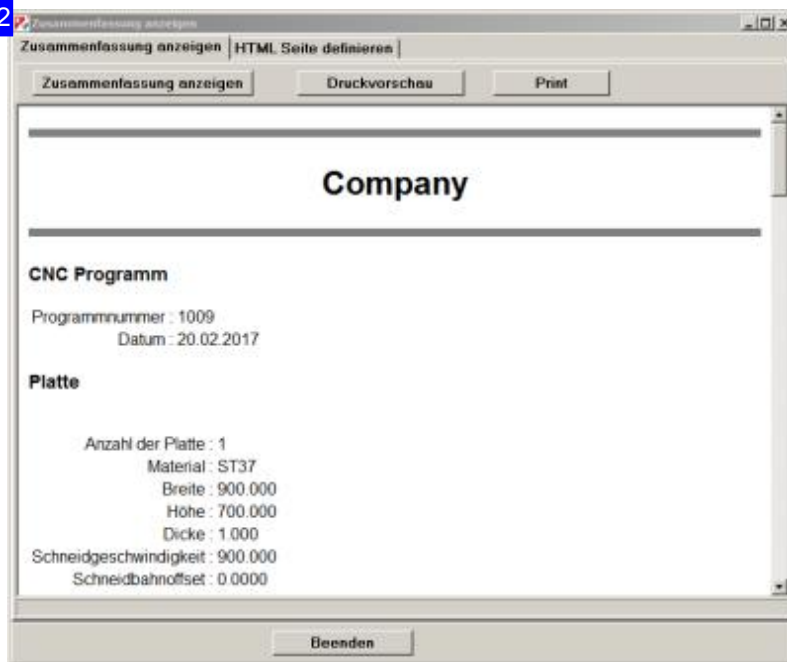 2
Zusammenfassung anzeigen
Zusammenfassung anzeigen HTML Seite definieren
Zusammenfassung anzeigen Druckvorschau Print
Company
CNC Programm
Programmnummer : 1009
Datum : 20.02.2017
Platte
Anzahl der Platte : 1
Material : ST37
Breite : 900.000
Höhe : 700.000
Dicke : 1.000
Schneidgeschwindigkeit : 900.000
Schneidbahnoffset : 0.0000
Beenden